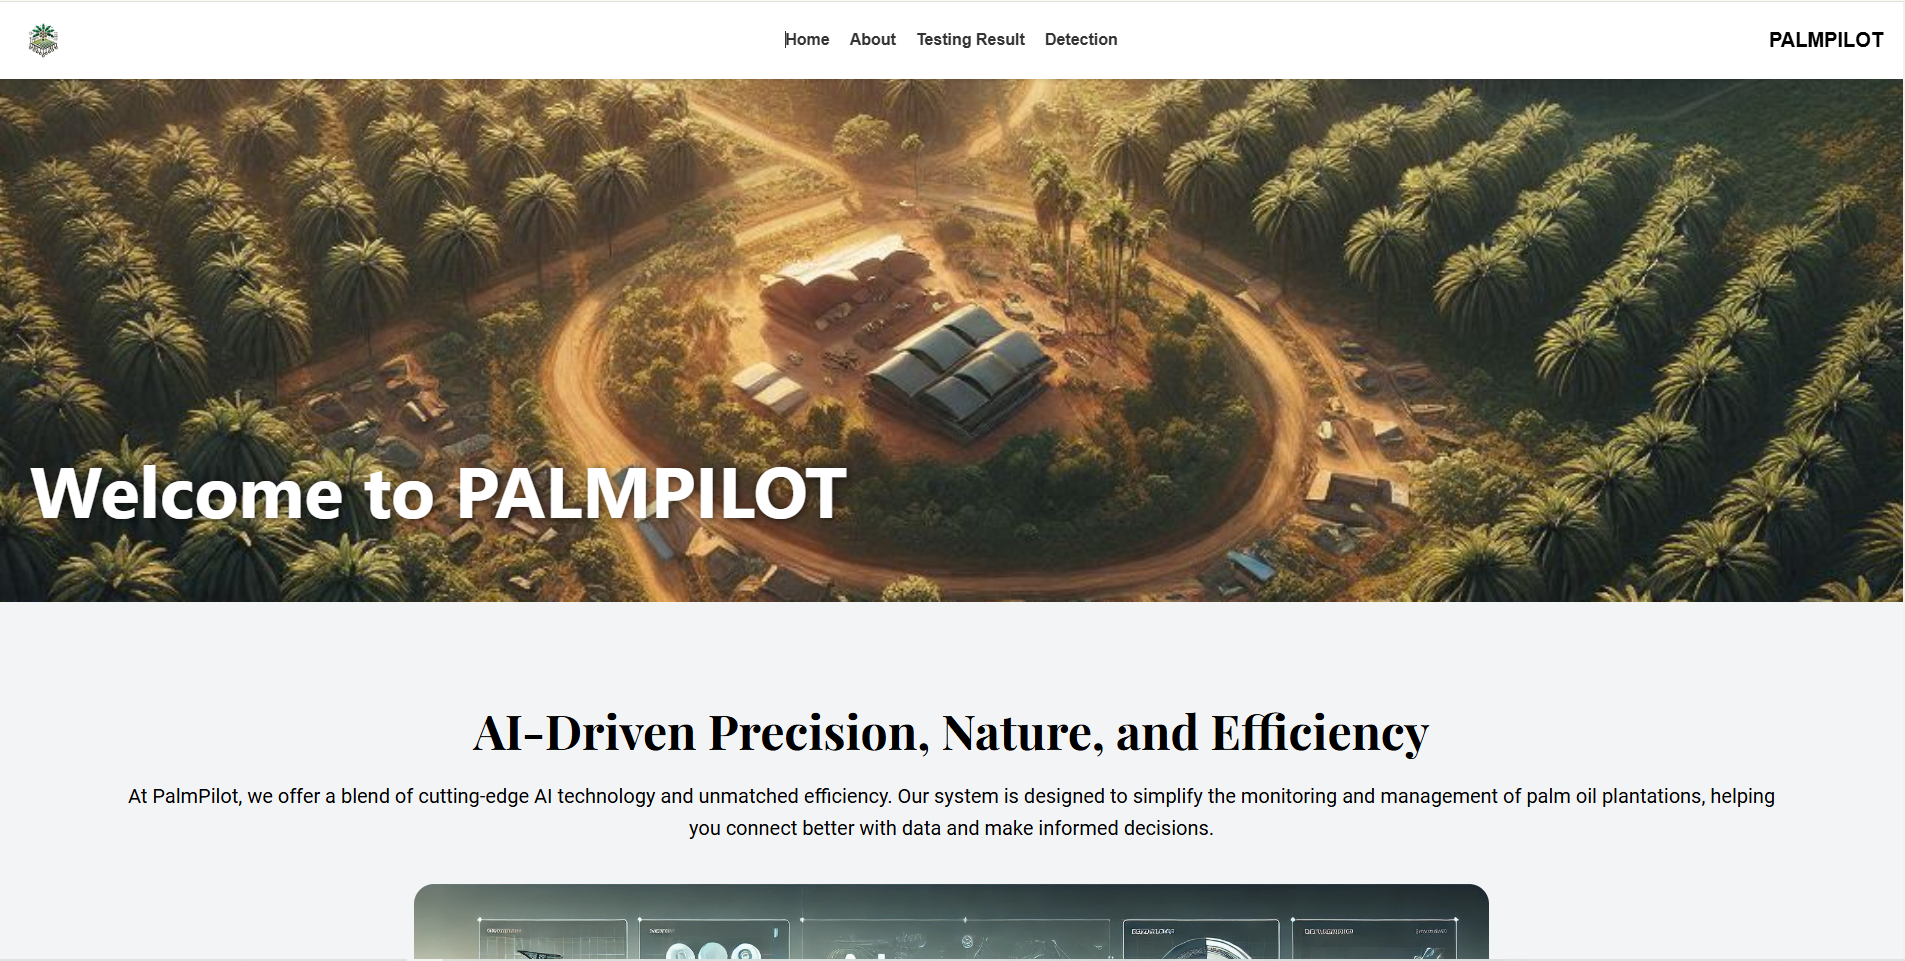 Home About Testing Result Detection
PALMPILOT
Welcome to PALMPILOT
AI-Driven Precision, Nature, and Efficiency
At PalmPilot, we offer a blend of cutting-edge AI technology and unmatched efficiency. Our system is designed to simplify the monitoring and management of palm oil plantations, helping
you connect better with data and make informed decisions.